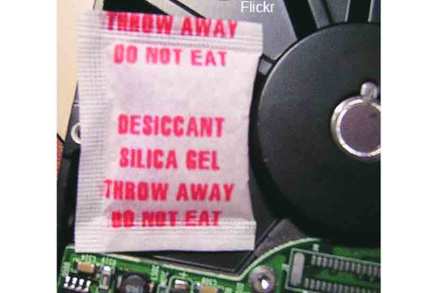 Flickr
THROW AWAY
DO NOT EAT
DESICCANT
SILICA GEL
THROW AWAY
DO NOT EAT